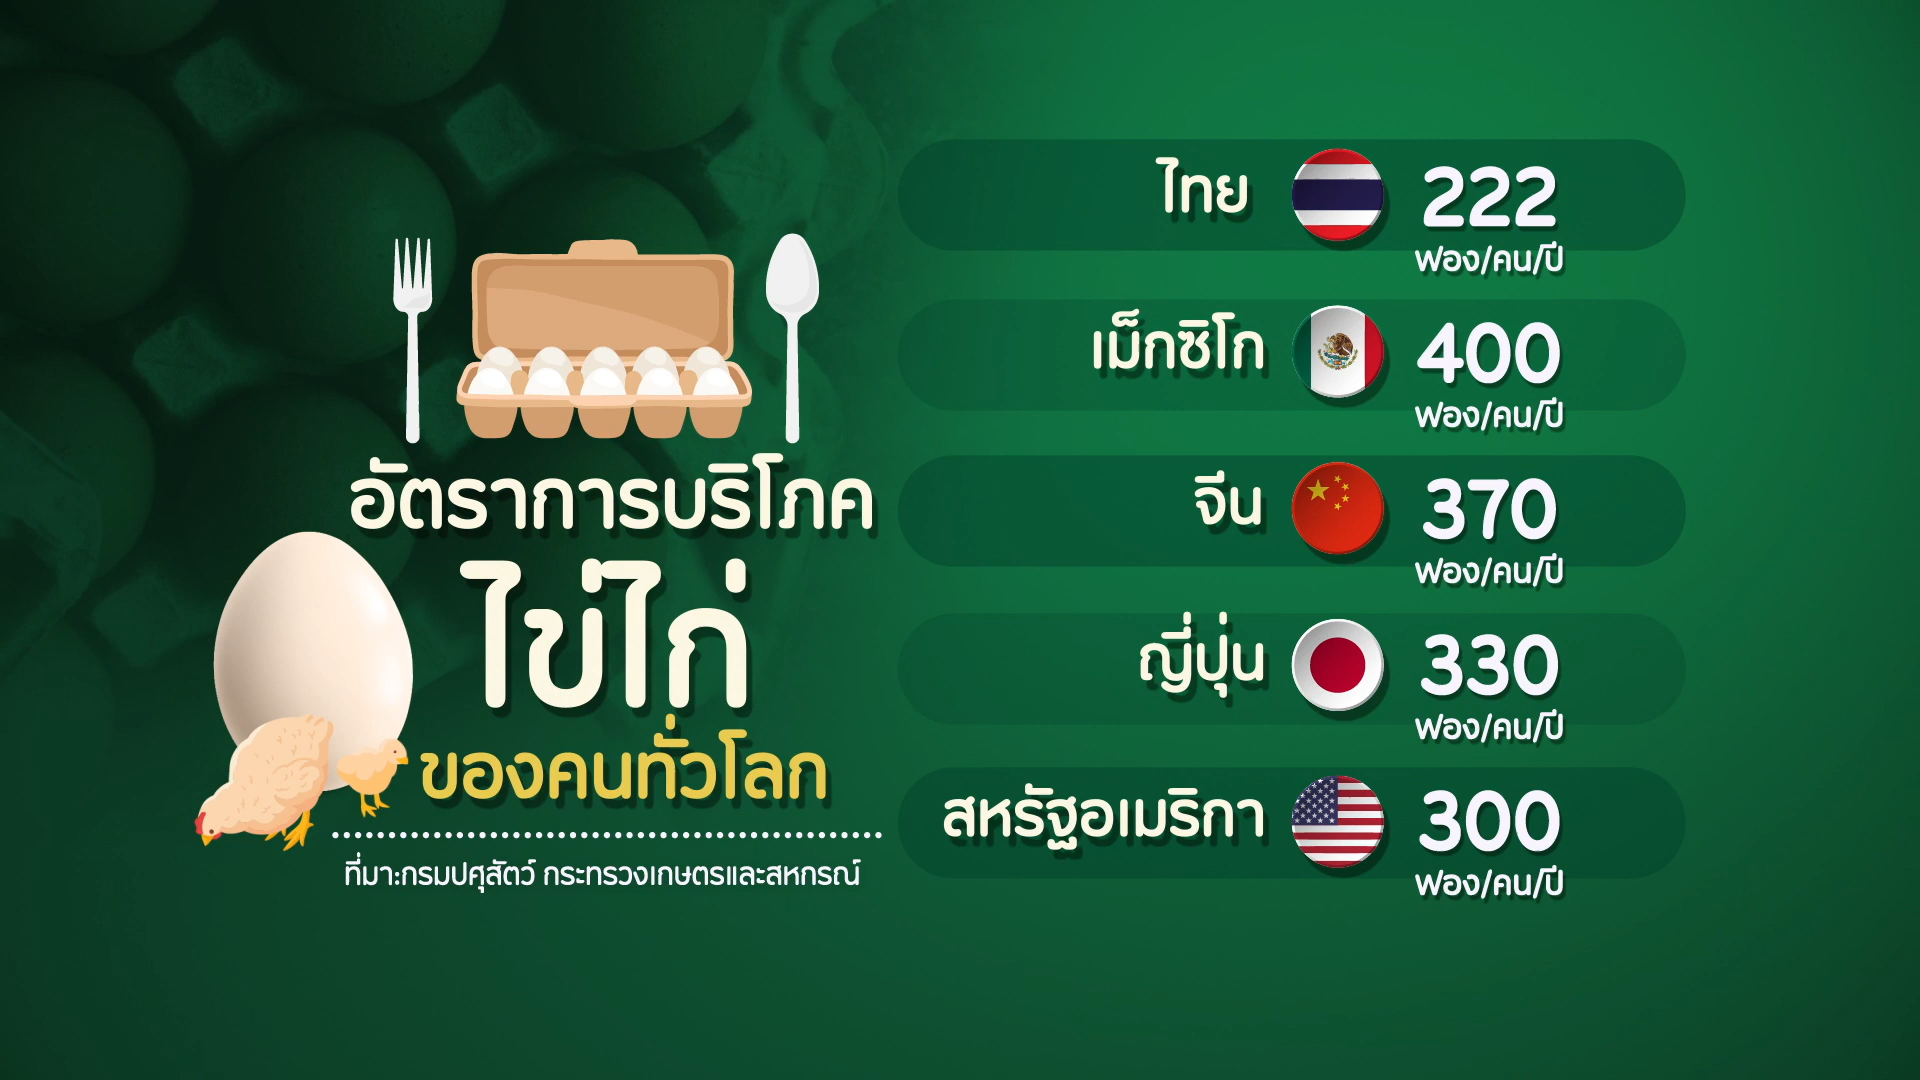 อัตราการบริโภค
ไข่ไก่
ของคนทั่วโลก
ที่มา:กรมปศุสัตว์ กระทรวงเกษตรและสหกรณ์
ไทย 222
ฟอง/คน/ปี
เม็กซิโก 400
ฟอง/คน/ปี
จีน 370
ฟอง/คน/ปี
ญี่ปุ่น 330
ฟอง/คน/ปี
สหรัฐอเมริกา 300
ฟอง/คน/ปี